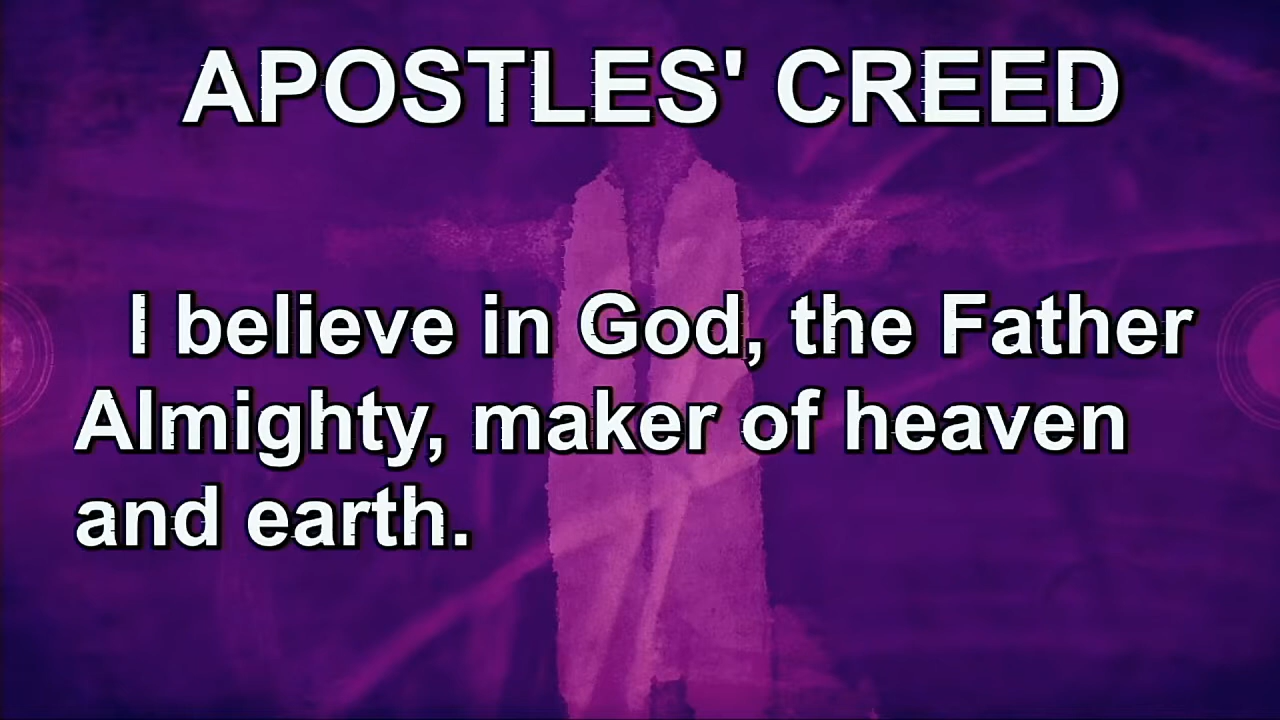 APOSTLES' CREED
I believe in God, the Father
Almighty, maker of heaven
and earth.